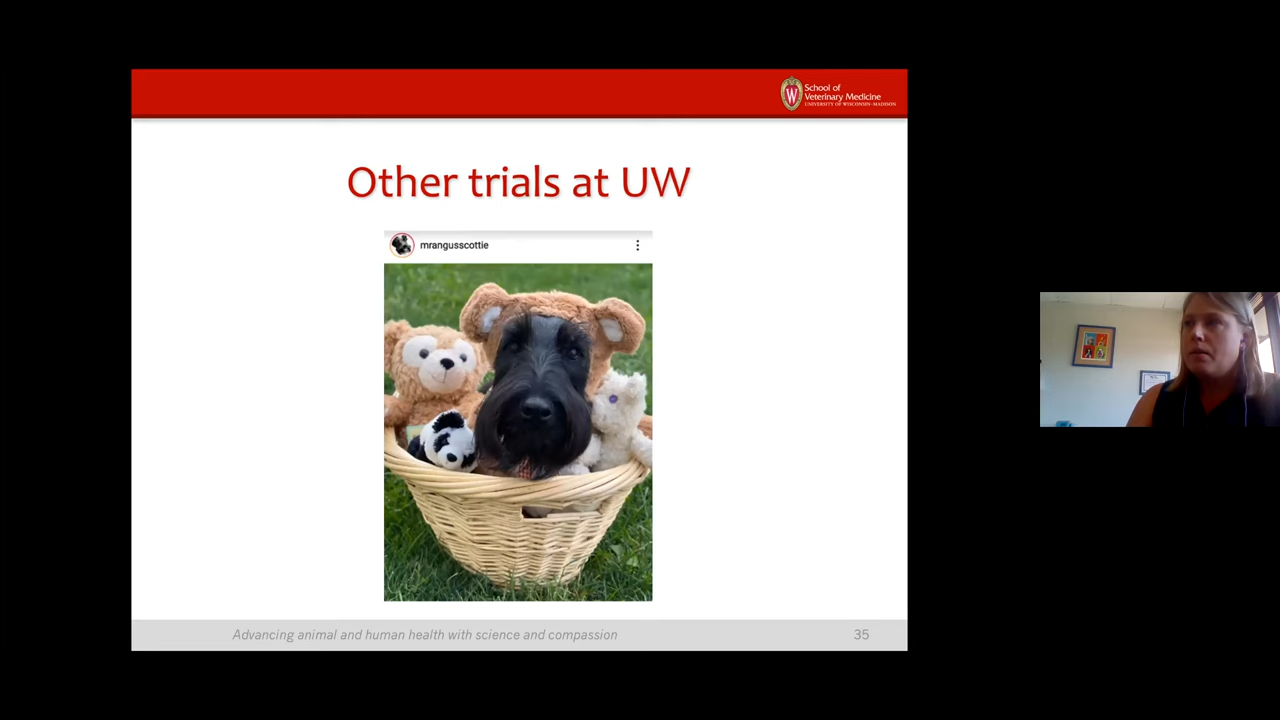 School of
Veterinary Medicine
UNIVERSITY OF WISCONSIN–MADISON
Other trials at UW
mrangusscottie
Advancing animal and human health with science and compassion
35